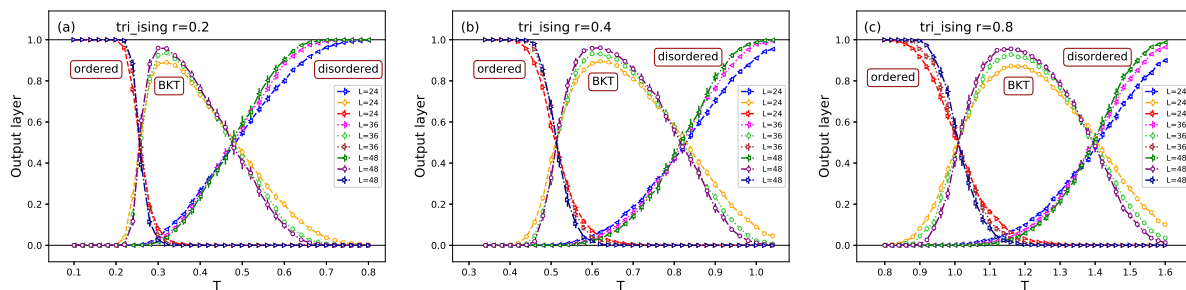 (a) tri_ising r=0.2
1.0
0.8
0.6
0.4
0.2
0.0
Output layer
ordered
BKT
disordered
L=24
L=24
L=24
L=36
L=36
L=36
L=48
L=48
L=48
0.1 0.2 0.3 0.4 0.5 0.6 0.7 0.8
T
(b) tri_ising r=0.4
1.0
0.8
0.6
0.4
0.2
0.0
Output layer
ordered
BKT
disordered
L=24
L=24
L=24
L=36
L=36
L=36
L=48
L=48
L=48
0.3 0.4 0.5 0.6 0.7 0.8 0.9 1.0
T
(c) tri_ising r=0.8
1.0
0.8
0.6
0.4
0.2
0.0
Output layer
ordered
BKT
disordered
L=24
L=24
L=24
L=36
L=36
L=36
L=48
L=48
L=48
0.8 0.9 1.0 1.1 1.2 1.3 1.4 1.5 1.6
T